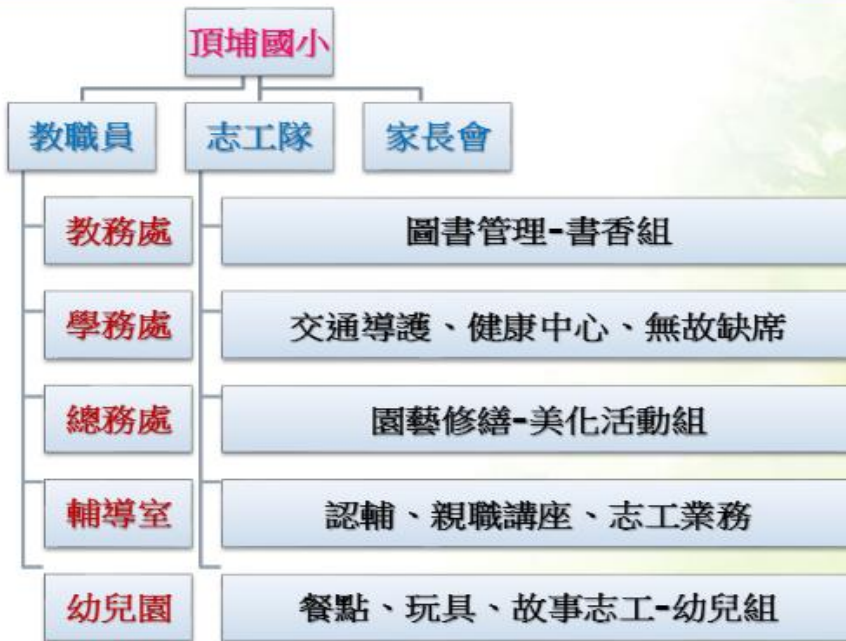 頂埔國小
教職員 志工隊 家長會
教務處 圖書管理-書香組
學務處 交通導護、健康中心、無故缺席
總務處 園藝修繕-美化活動組
輔導室 認輔、親職講座、志工業務
幼兒園 餐點、玩具、故事志工-幼兒組